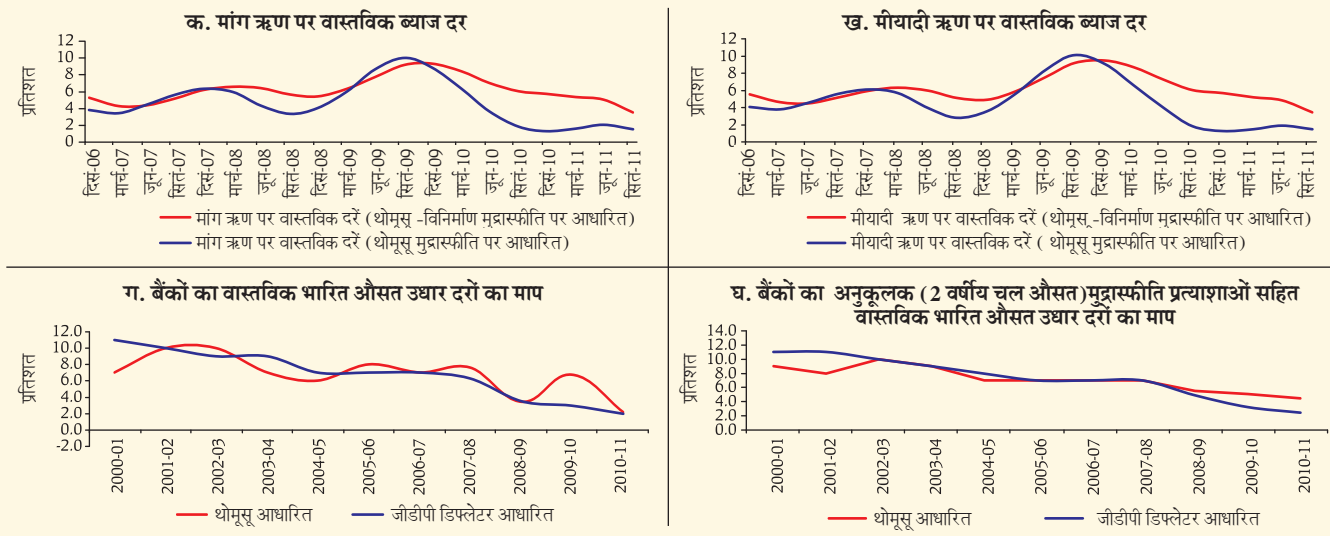 क. मांग ऋण पर वास्तविक ब्याज दर
प्रतिशत
12
10
8
6
4
2
0
दिसं-06
मार्च-07
जून-07
सितं-07
दिसं-07
मार्च-08
जून-08
सितं-08
दिसं-08
मार्च-09
जून-09
सितं-09
दिसं-09
मार्च-10
जून-10
सितं-10
दिसं-10
मार्च-11
जून-11
सितं-11
मांग ऋण पर वास्तविक दरें (थोमूसू -विनिर्माण मुद्रास्फीति पर आधारित)
मांग ऋण पर वास्तविक दरें (थोमूसू मुद्रास्फीति पर आधारित)
ख. मीयादी ऋण पर वास्तविक ब्याज दर
प्रतिशत
12
10
8
6
4
2
0
दिसं-06
मार्च-07
जून-07
सितं-07
दिसं-07
मार्च-08
जून-08
सितं-08
दिसं-08
मार्च-09
जून-09
सितं-09
दिसं-09
मार्च-10
जून-10
सितं-10
दिसं-10
मार्च-11
जून-11
सितं-11
मीयादी ऋण पर वास्तविक दरें (थोमूसू -विनिर्माण मुद्रास्फीति पर आधारित)
मीयादी ऋण पर वास्तविक दरें ( थोमूसू मुद्रास्फीति पर आधारित)
ग. बैंकों का वास्तविक भारित औसत उधार दरों का माप
प्रतिशत
12.0
10.0
8.0
6.0
4.0
2.0
0.0
-2.0
2000-01
2001-02
2002-03
2003-04
2004-05
2005-06
2006-07
2007-08
2008-09
2009-10
2010-11
थोमूसू आधारित
जीडीपी डिफ्लेटर आधारित
घ. बैंकों का अनुकूलक (2 वर्षीय चल औसत)मुद्रास्फीति प्रत्याशाओं सहित
वास्तविक भारित औसत उधार दरों का माप
प्रतिशत
14.0
12.0
10.0
8.0
6.0
4.0
2.0
0.0
2000-01
2001-02
2002-03
2003-04
2004-05
2005-06
2006-07
2007-08
2008-09
2009-10
2010-11
थोमूसू आधारित
जीडीपी डिफ्लेटर आधारित